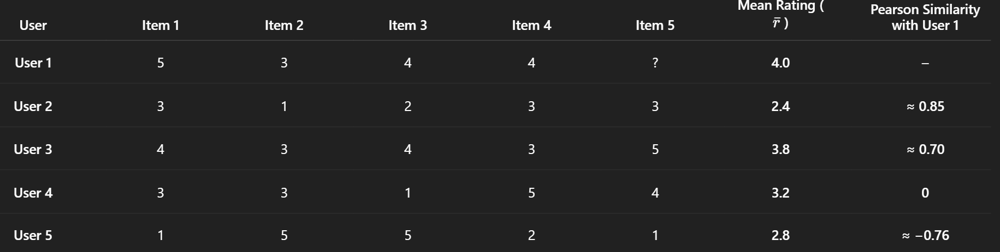 User Item 1 Item 2 Item 3 Item 4 Item 5 Mean Rating ( r̄ ) Pearson Similarity with User 1
User 1 5 3 4 4 ? 4.0 –
User 2 3 1 2 3 3 2.4 ≈ 0.85
User 3 4 3 4 3 5 3.8 ≈ 0.70
User 4 3 3 1 5 4 3.2 0
User 5 1 5 5 2 1 2.8 ≈ −0.76